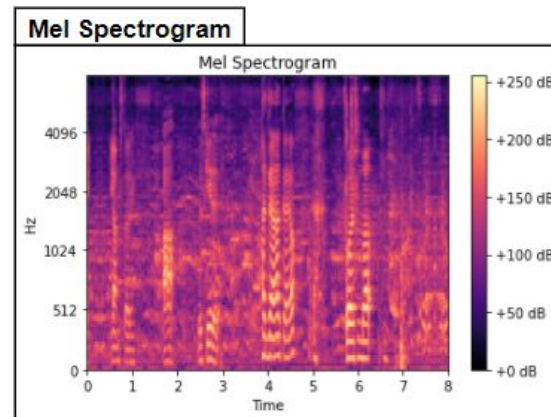 Mel Spectrogram
Mel Spectrogram
+250 dB
4096
+200 dB
2048
+150 dB
Hz
1024
+100 dB
512
+50 dB
0
+0 dB
0 1 2 3 4 5 6 7 8
Time